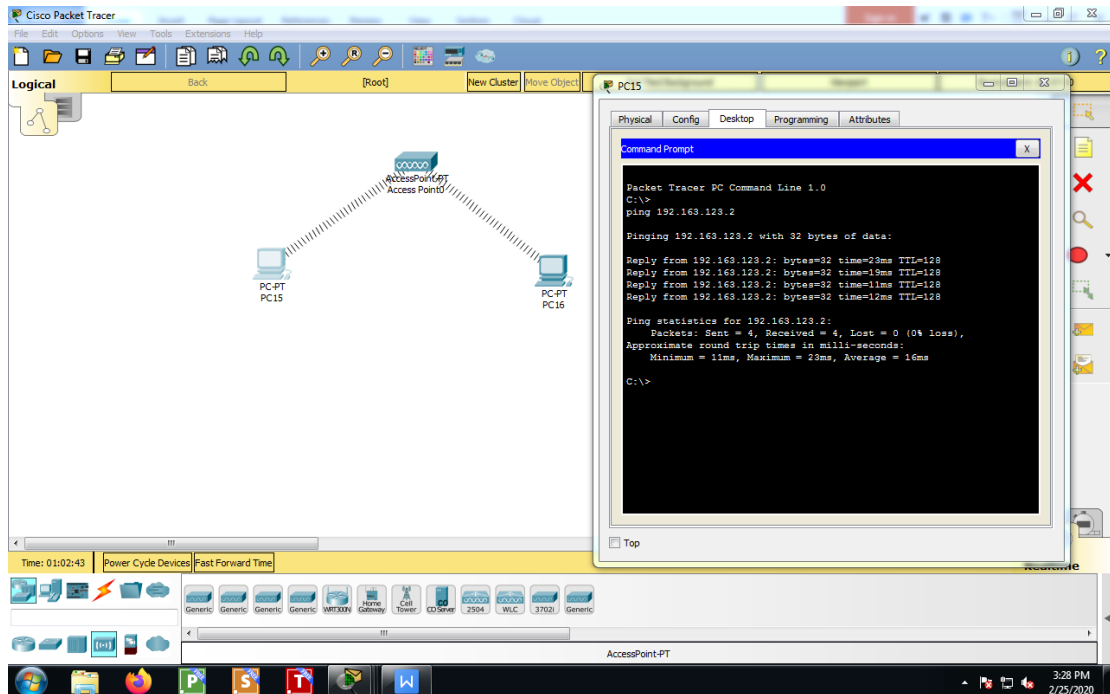 Cisco Packet Tracer
File Edit Options View Tools Extensions Help
Logical
Back
[Root]
New Cluster
Move Object
AccessPoint-PT
Access Point0
PC-PT
PC15
PC-PT
PC16
PC15
Physical
Config
Desktop
Programming
Attributes
Command Prompt
X
Packet Tracer PC Command Line 1.0
C:\>
ping 192.163.123.2
Pinging 192.163.123.2 with 32 bytes of data:
Reply from 192.163.123.2: bytes=32 time=23ms TTL=128
Reply from 192.163.123.2: bytes=32 time=19ms TTL=128
Reply from 192.163.123.2: bytes=32 time=11ms TTL=128
Reply from 192.163.123.2: bytes=32 time=12ms TTL=128
Ping statistics for 192.163.123.2:
Packets: Sent = 4, Received = 4, Lost = 0 (0% loss),
Approximate round trip times in milli-seconds:
Minimum = 11ms, Maximum = 23ms, Average = 16ms
C:\>
Top
Time: 01:02:43
Power Cycle Devices
Fast Forward Time
Realtime
Generic
Generic
Generic
Generic
WRT300N
Home
Gateway
Cell
Tower
CO
CO Server
2504
WLC
3702i
Generic
AccessPoint-PT
3:28 PM
2/25/2020